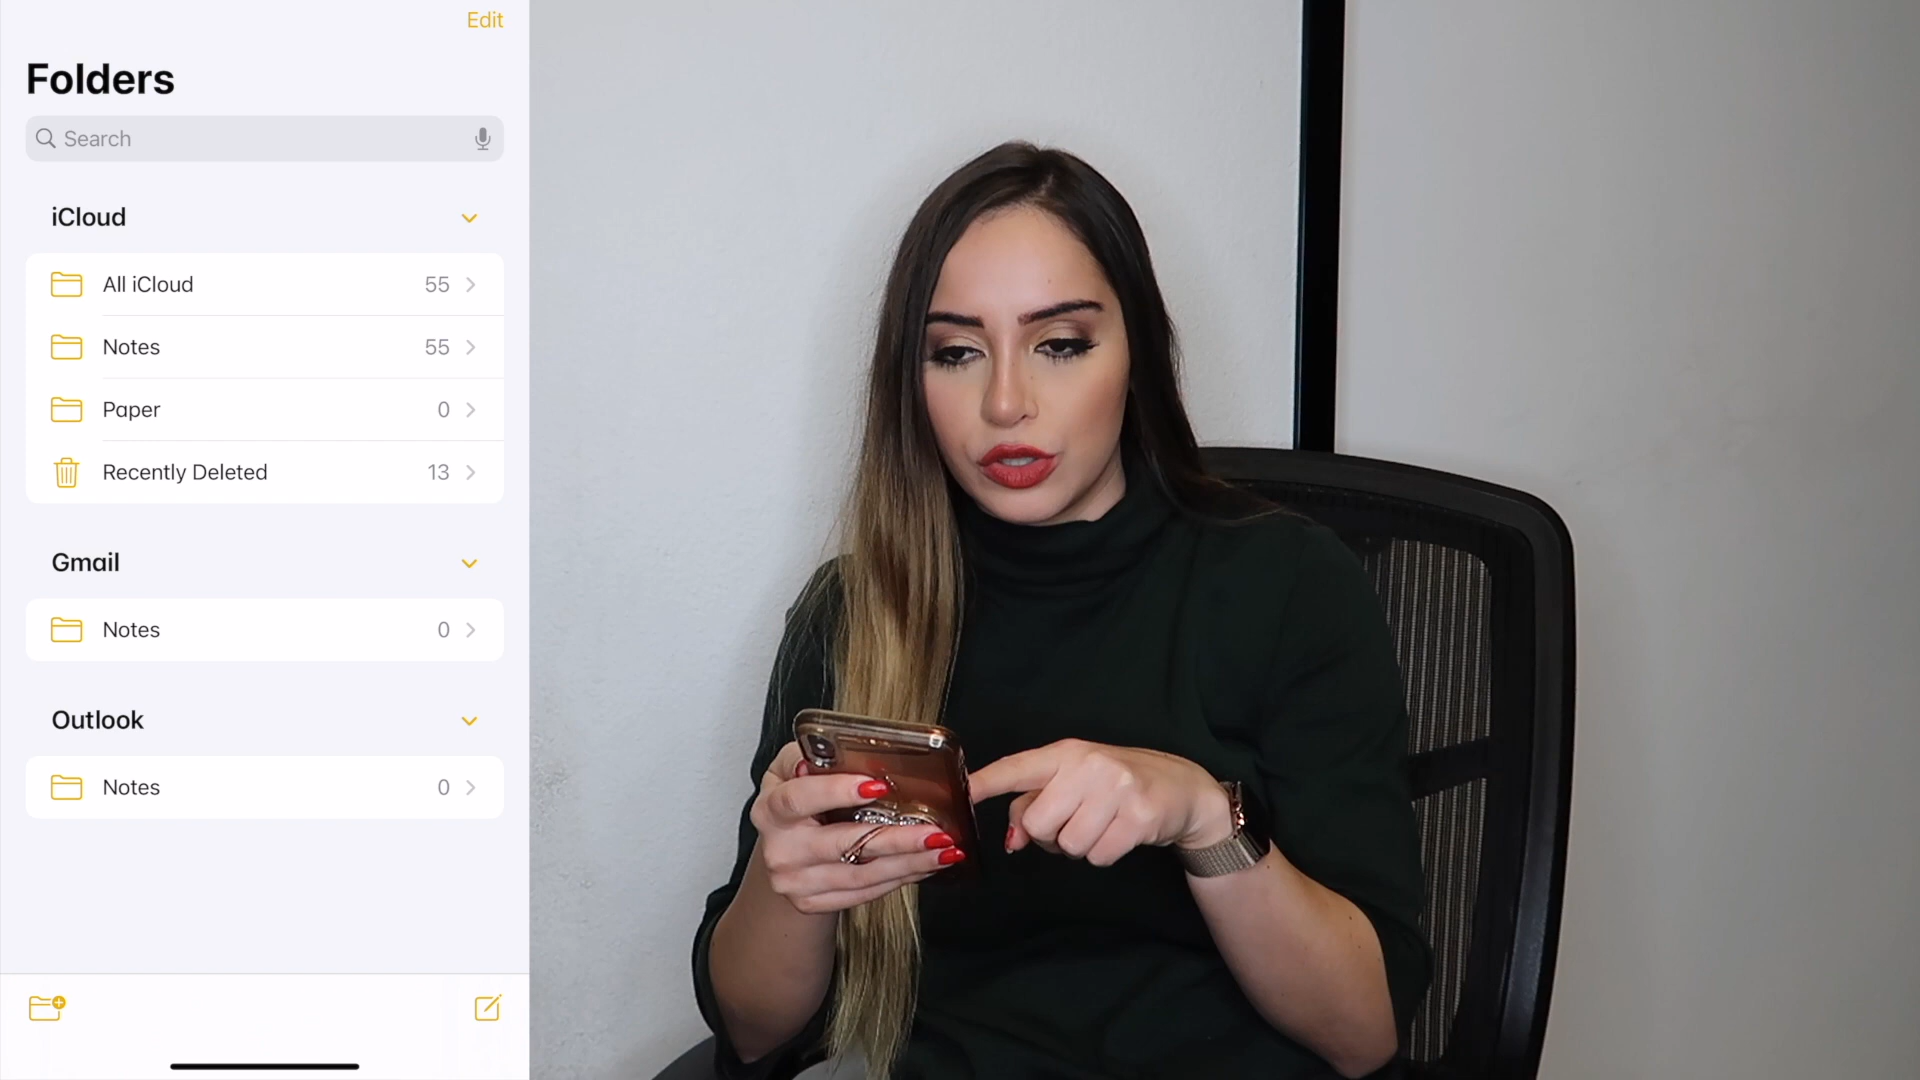 Edit
Folders
Search
iCloud
All iCloud 55
Notes 55
Paper 0
Recently Deleted 13
Gmail
Notes 0
Outlook
Notes 0